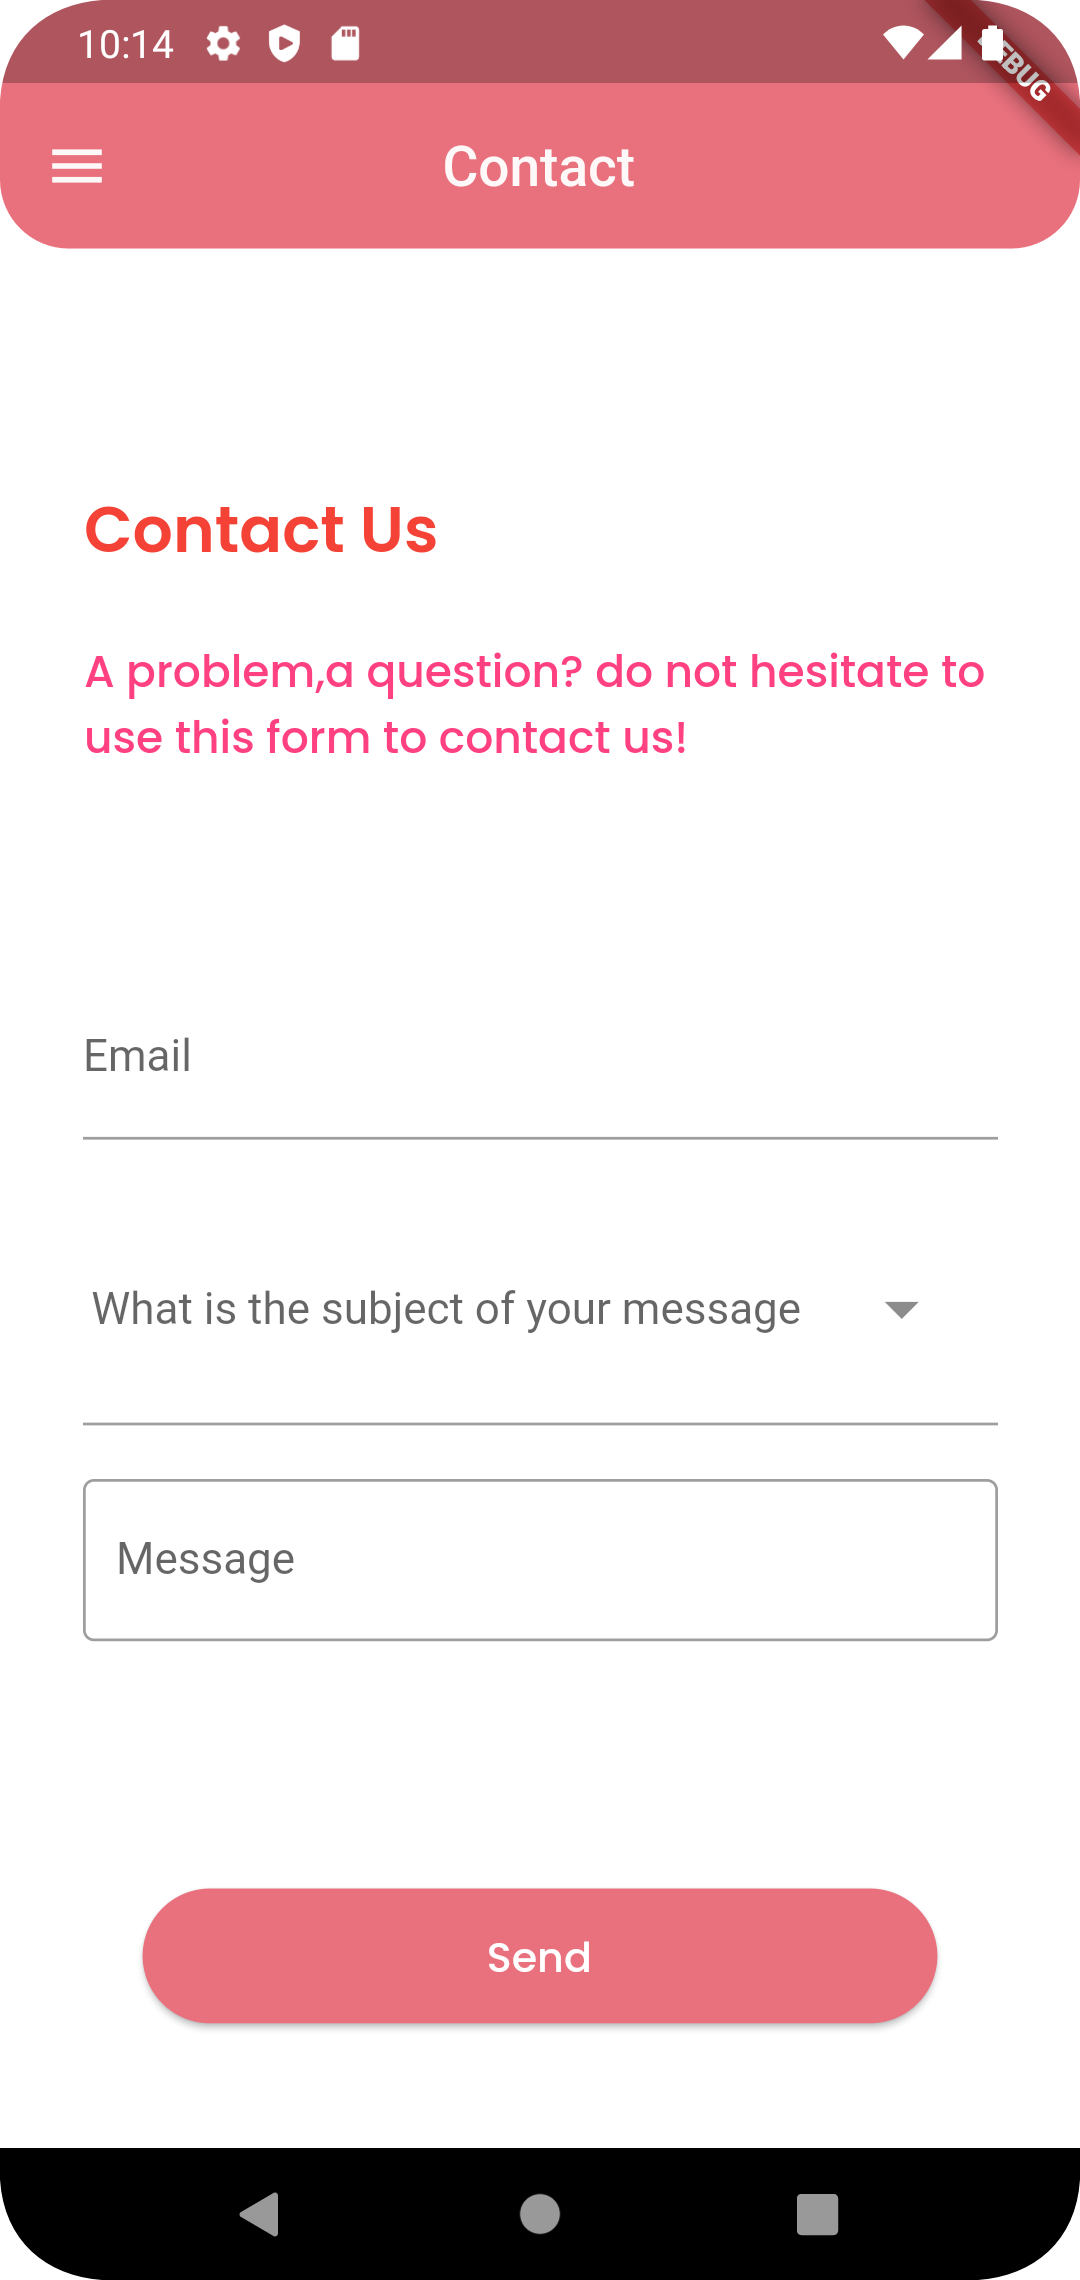 10:14
Contact
Contact Us
A problem,a question? do not hesitate to
use this form to contact us!
Email
What is the subject of your message
Message
Send